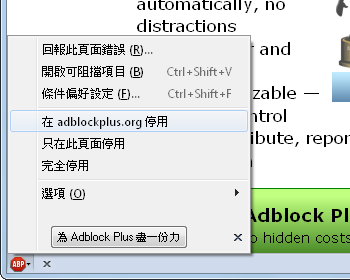 automatically, no
distractions
and
zable —
ntrol
ribute, repor
回報此頁面錯誤 (R)...
開啟可阻擋項目 (B) Ctrl+Shift+V
條件偏好設定 (F)... Ctrl+Shift+F
在 adblockplus.org 停用
只在此頁面停用
完全停用
選項 (O)
為 Adblock Plus 盡一份力 ×
Adblock Pl
o hidden costs
ABP ×